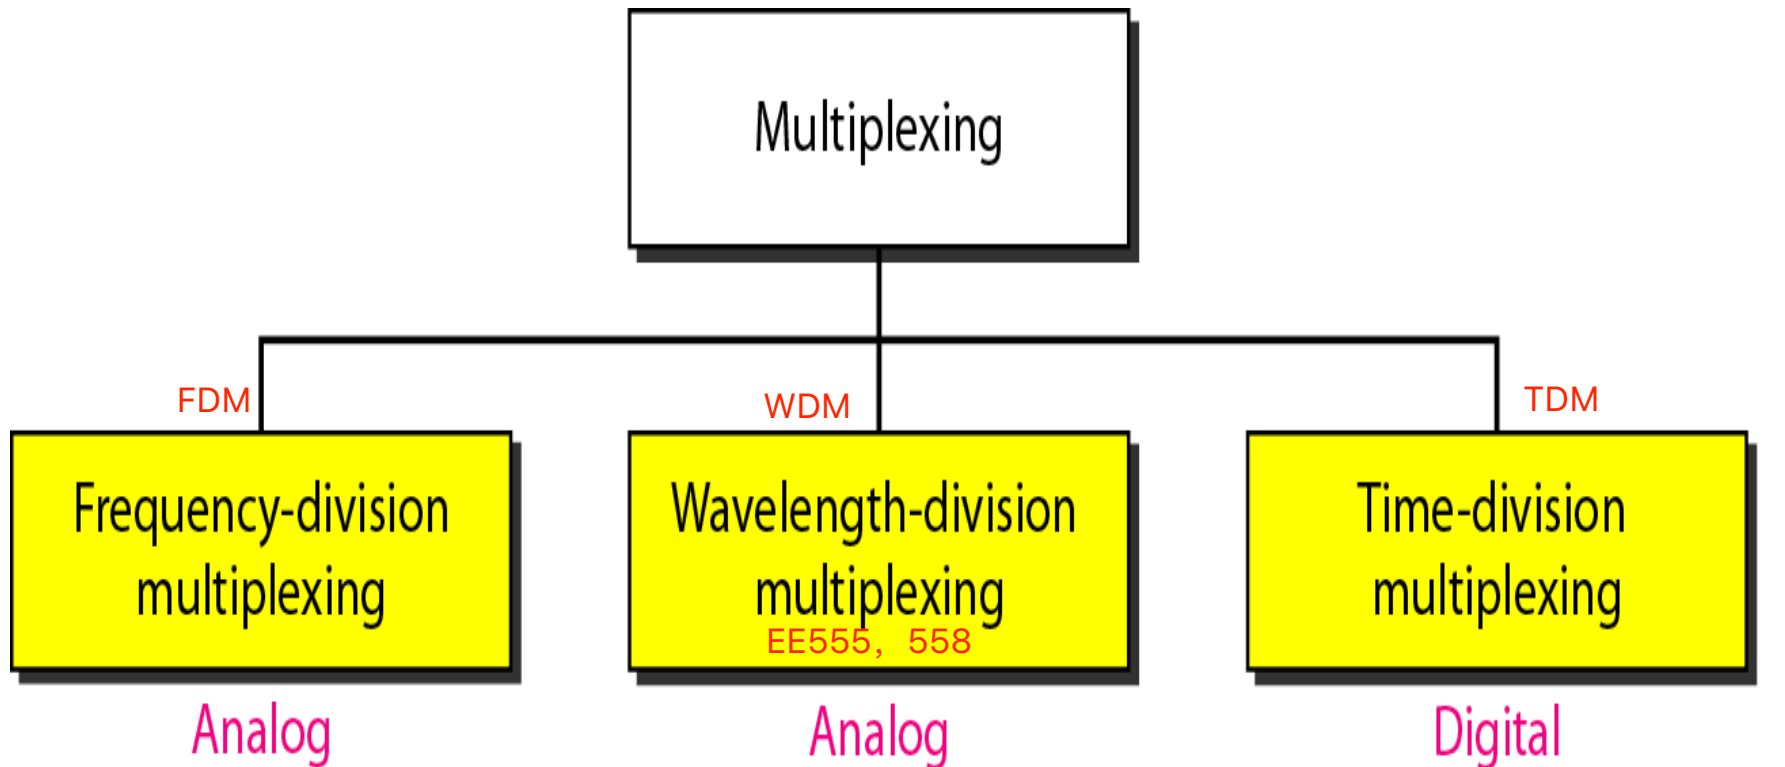 Multiplexing
FDM
WDM
TDM
Frequency-division
multiplexing
Wavelength-division
multiplexing
EE555，558
Time-division
multiplexing
Analog
Analog
Digital